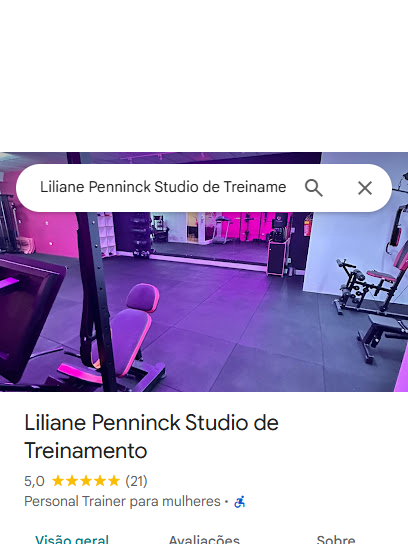 Liliane Penninck Studio de Treiname
Liliane Penninck Studio de
Treinamento
5,0 (21)
Personal Trainer para mulheres ·
Visão geral Avaliações Sobre